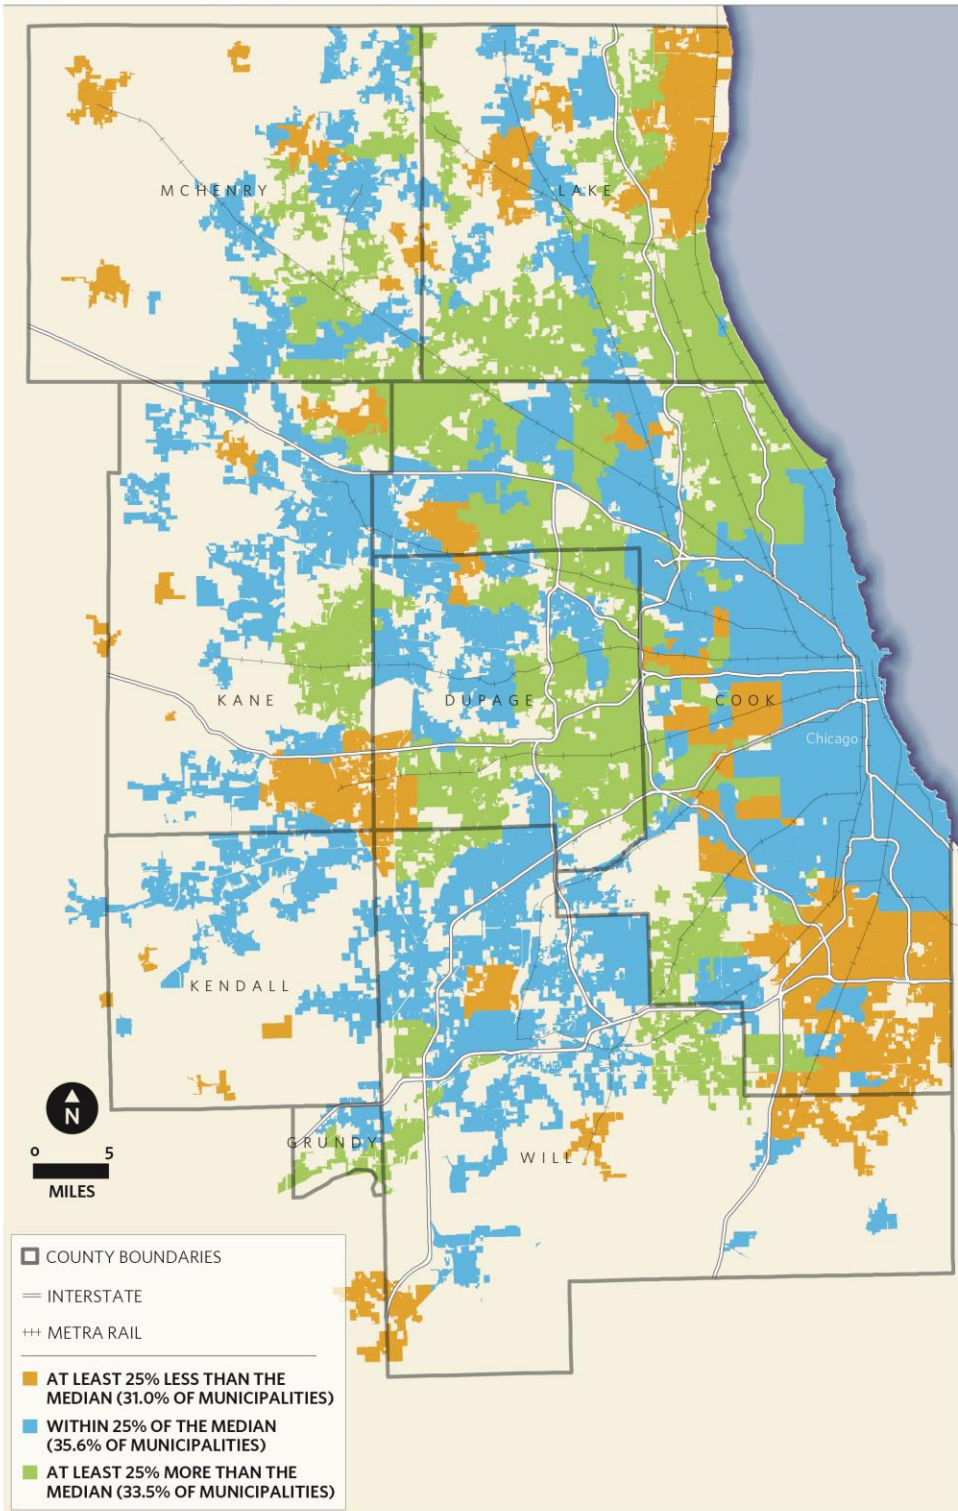 MCHENRY
LAKE
KANE
DUPAGE
COOK
Chicago
KENDALL
GRUNDY
WILL
N
0 5
MILES
COUNTY BOUNDARIES
INTERSTATE
METRA RAIL
AT LEAST 25% LESS THAN THE
MEDIAN (31.0% OF MUNICIPALITIES)
WITHIN 25% OF THE MEDIAN
(35.6% OF MUNICIPALITIES)
AT LEAST 25% MORE THAN THE
MEDIAN (33.5% OF MUNICIPALITIES)